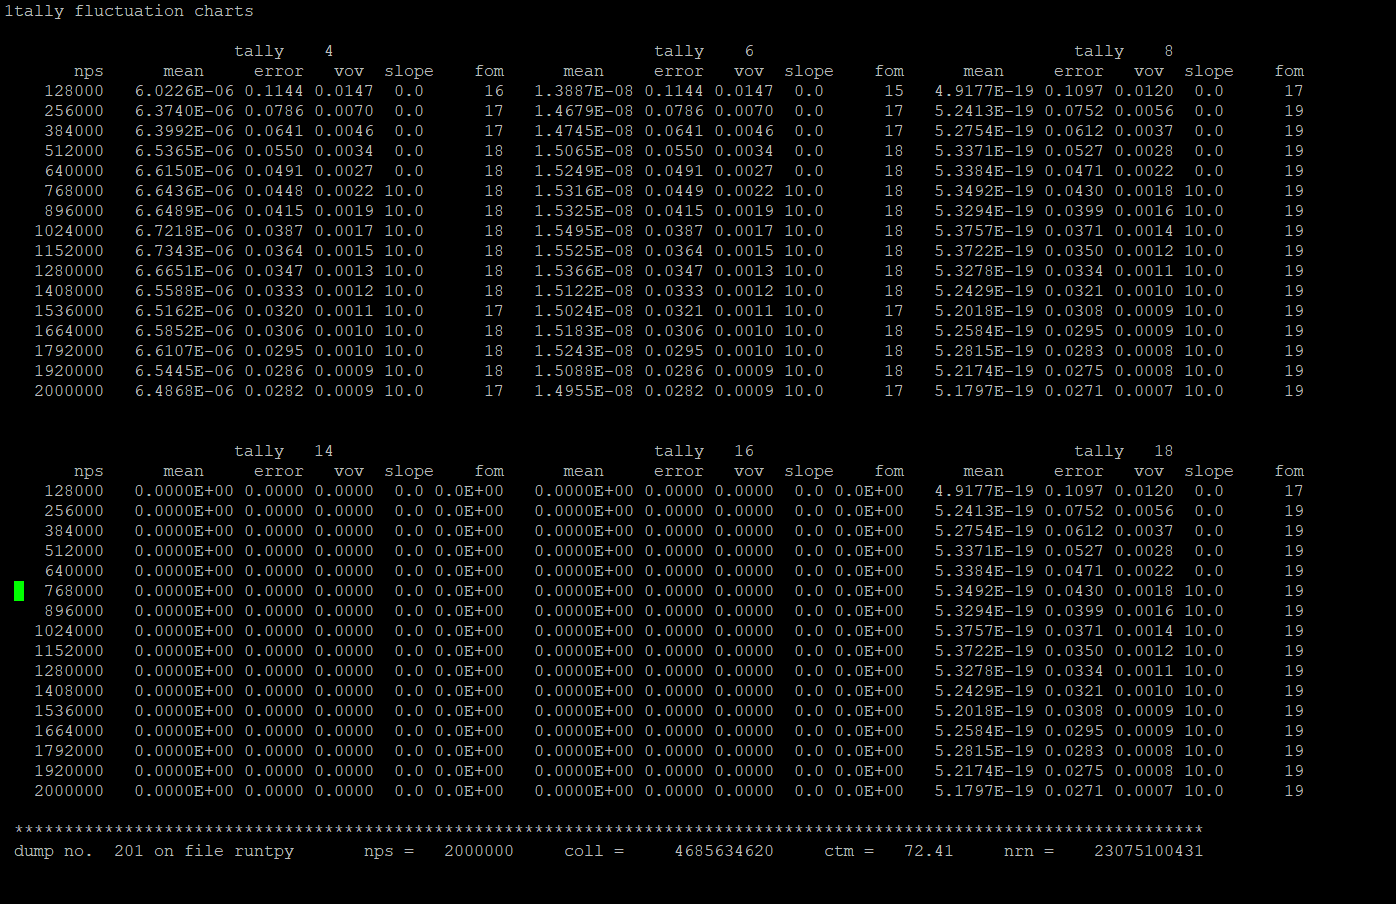 1tally fluctuation charts
tally 4 tally 6 tally 8
nps mean error vov slope fom mean error vov slope fom mean error vov slope fom
128000 6.0226E-06 0.1144 0.0147 0.0 16 1.3887E-08 0.1144 0.0147 0.0 15 4.9177E-19 0.1097 0.0120 0.0 17
256000 6.3740E-06 0.0786 0.0070 0.0 17 1.4679E-08 0.0786 0.0070 0.0 17 5.2413E-19 0.0752 0.0056 0.0 19
384000 6.3992E-06 0.0641 0.0046 0.0 17 1.4745E-08 0.0641 0.0046 0.0 17 5.2754E-19 0.0612 0.0037 0.0 19
512000 6.5365E-06 0.0550 0.0034 0.0 18 1.5065E-08 0.0550 0.0034 0.0 18 5.3371E-19 0.0527 0.0028 0.0 19
640000 6.6150E-06 0.0491 0.0027 0.0 18 1.5249E-08 0.0491 0.0027 0.0 18 5.3384E-19 0.0471 0.0022 0.0 19
768000 6.6436E-06 0.0448 0.0022 10.0 18 1.5316E-08 0.0449 0.0022 10.0 18 5.3492E-19 0.0430 0.0018 10.0 19
896000 6.6489E-06 0.0415 0.0019 10.0 18 1.5325E-08 0.0415 0.0019 10.0 18 5.3294E-19 0.0399 0.0016 10.0 19
1024000 6.7218E-06 0.0387 0.0017 10.0 18 1.5495E-08 0.0387 0.0017 10.0 18 5.3757E-19 0.0371 0.0014 10.0 19
1152000 6.7343E-06 0.0364 0.0015 10.0 18 1.5525E-08 0.0364 0.0015 10.0 18 5.3722E-19 0.0350 0.0012 10.0 19
1280000 6.6651E-06 0.0347 0.0013 10.0 18 1.5366E-08 0.0347 0.0013 10.0 18 5.3278E-19 0.0334 0.0011 10.0 19
1408000 6.5588E-06 0.0333 0.0012 10.0 18 1.5122E-08 0.0333 0.0012 10.0 18 5.2429E-19 0.0321 0.0010 10.0 19
1536000 6.5162E-06 0.0320 0.0011 10.0 17 1.5024E-08 0.0321 0.0011 10.0 17 5.2018E-19 0.0308 0.0009 10.0 19
1664000 6.5852E-06 0.0306 0.0010 10.0 18 1.5183E-08 0.0306 0.0010 10.0 18 5.2584E-19 0.0295 0.0009 10.0 19
1792000 6.6107E-06 0.0295 0.0010 10.0 18 1.5243E-08 0.0295 0.0010 10.0 18 5.2815E-19 0.0283 0.0008 10.0 19
1920000 6.5445E-06 0.0286 0.0009 10.0 18 1.5088E-08 0.0286 0.0009 10.0 18 5.2174E-19 0.0275 0.0008 10.0 19
2000000 6.4868E-06 0.0282 0.0009 10.0 17 1.4955E-08 0.0282 0.0009 10.0 17 5.1797E-19 0.0271 0.0007 10.0 19
tally 14 tally 16 tally 18
nps mean error vov slope fom mean error vov slope fom mean error vov slope fom
128000 0.0000E+00 0.0000 0.0000 0.0 0.0E+00 0.0000E+00 0.0000 0.0000 0.0 0.0E+00 4.9177E-19 0.1097 0.0120 0.0 17
256000 0.0000E+00 0.0000 0.0000 0.0 0.0E+00 0.0000E+00 0.0000 0.0000 0.0 0.0E+00 5.2413E-19 0.0752 0.0056 0.0 19
384000 0.0000E+00 0.0000 0.0000 0.0 0.0E+00 0.0000E+00 0.0000 0.0000 0.0 0.0E+00 5.2754E-19 0.0612 0.0037 0.0 19
512000 0.0000E+00 0.0000 0.0000 0.0 0.0E+00 0.0000E+00 0.0000 0.0000 0.0 0.0E+00 5.3371E-19 0.0527 0.0028 0.0 19
640000 0.0000E+00 0.0000 0.0000 0.0 0.0E+00 0.0000E+00 0.0000 0.0000 0.0 0.0E+00 5.3384E-19 0.0471 0.0022 0.0 19
768000 0.0000E+00 0.0000 0.0000 0.0 0.0E+00 0.0000E+00 0.0000 0.0000 0.0 0.0E+00 5.3492E-19 0.0430 0.0018 10.0 19
896000 0.0000E+00 0.0000 0.0000 0.0 0.0E+00 0.0000E+00 0.0000 0.0000 0.0 0.0E+00 5.3294E-19 0.0399 0.0016 10.0 19
1024000 0.0000E+00 0.0000 0.0000 0.0 0.0E+00 0.0000E+00 0.0000 0.0000 0.0 0.0E+00 5.3757E-19 0.0371 0.0014 10.0 19
1152000 0.0000E+00 0.0000 0.0000 0.0 0.0E+00 0.0000E+00 0.0000 0.0000 0.0 0.0E+00 5.3722E-19 0.0350 0.0012 10.0 19
1280000 0.0000E+00 0.0000 0.0000 0.0 0.0E+00 0.0000E+00 0.0000 0.0000 0.0 0.0E+00 5.3278E-19 0.0334 0.0011 10.0 19
1408000 0.0000E+00 0.0000 0.0000 0.0 0.0E+00 0.0000E+00 0.0000 0.0000 0.0 0.0E+00 5.2429E-19 0.0321 0.0010 10.0 19
1536000 0.0000E+00 0.0000 0.0000 0.0 0.0E+00 0.0000E+00 0.0000 0.0000 0.0 0.0E+00 5.2018E-19 0.0308 0.0009 10.0 19
1664000 0.0000E+00 0.0000 0.0000 0.0 0.0E+00 0.0000E+00 0.0000 0.0000 0.0 0.0E+00 5.2584E-19 0.0295 0.0009 10.0 19
1792000 0.0000E+00 0.0000 0.0000 0.0 0.0E+00 0.0000E+00 0.0000 0.0000 0.0 0.0E+00 5.2815E-19 0.0283 0.0008 10.0 19
1920000 0.0000E+00 0.0000 0.0000 0.0 0.0E+00 0.0000E+00 0.0000 0.0000 0.0 0.0E+00 5.2174E-19 0.0275 0.0008 10.0 19
2000000 0.0000E+00 0.0000 0.0000 0.0 0.0E+00 0.0000E+00 0.0000 0.0000 0.0 0.0E+00 5.1797E-19 0.0271 0.0007 10.0 19
***********************************************************************************************************************
dump no. 201 on file runtpy nps = 2000000 coll = 4685634620 ctm = 72.41 nrn = 23075100431